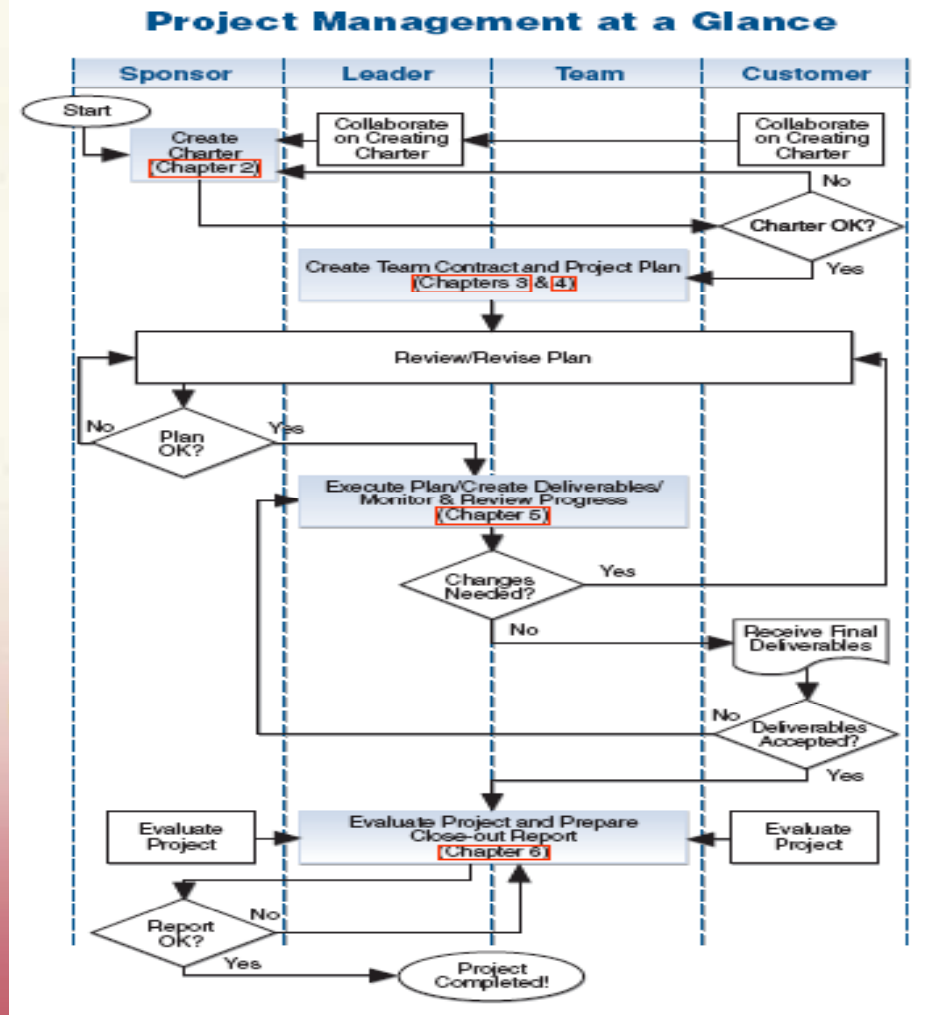 Project Management at a Glance
Sponsor
Leader
Team
Customer
Start
Create
Charter
(Chapter 2)
Collaborate
on Creating
Charter
Collaborate
on Creating
Charter
No
Charter OK?
Yes
Create Team Contract and Project Plan
(Chapters 3 & 4)
Review/Revise Plan
No
Plan
OK?
Yes
Execute Plan/Create Deliverables/
Monitor & Review Progress
(Chapter 5)
Changes
Needed?
Yes
No
Receive Final
Deliverables
No
Deliverables
Accepted?
Yes
Evaluate
Project
Evaluate Project and Prepare
Close-out Report
(Chapter 6)
Evaluate
Project
Report
OK?
No
Yes
Project
Completed!